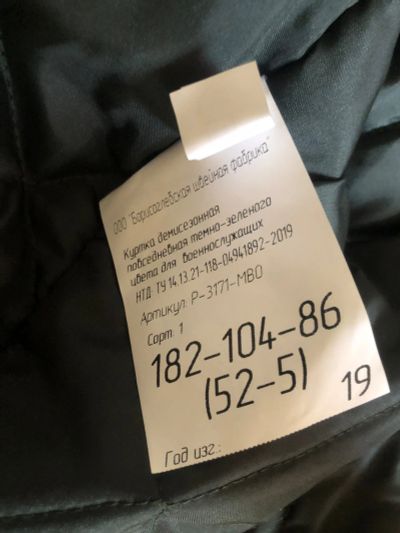 ООО "Борисоглебская швейная фабрика"
Куртка демисезонная
повседневная темно-зеленого
цвета для военнослужащих
НТД: ТУ 14.13.21-118-04941892-2019
Артикул: Р-3171-МВО
Сорт: 1
182-104-86
(52-5)
19
Год изг.: